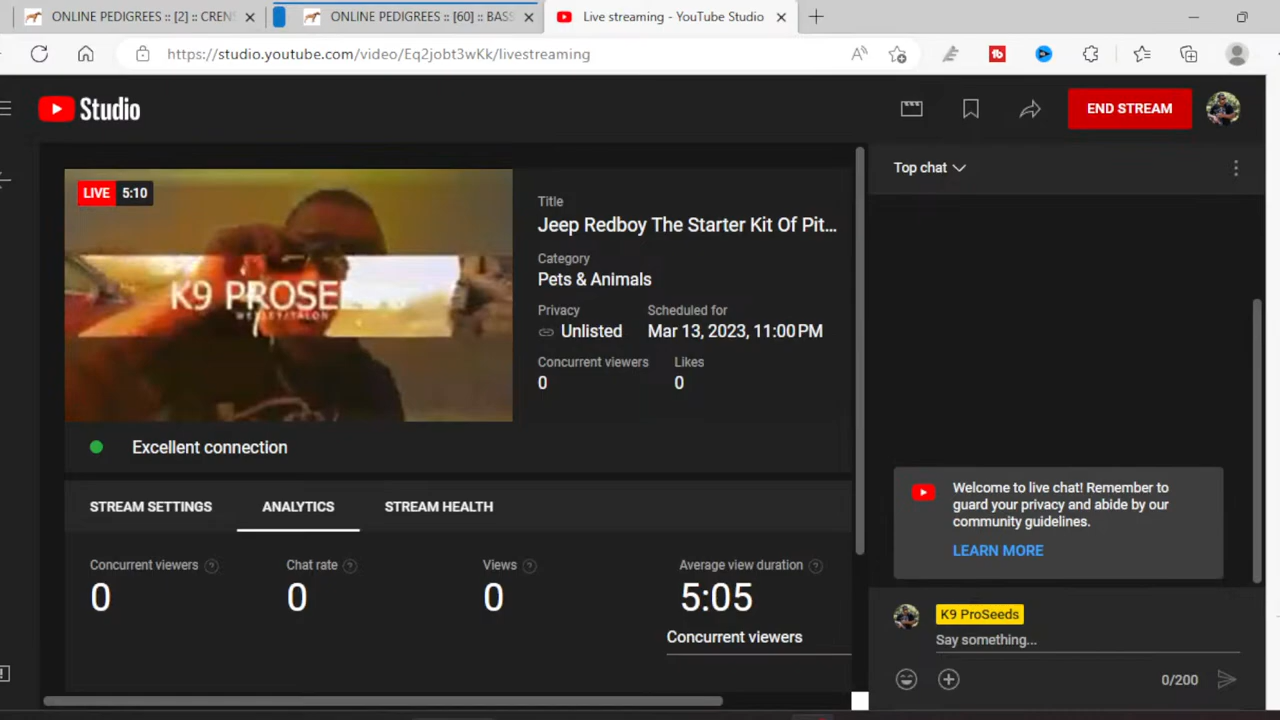 ONLINE PEDIGREES :: [2] :: CREN
ONLINE PEDIGREES :: [60] :: BASS
Live streaming - YouTube Studio
https://studio.youtube.com/video/Eq2jobt3wKk/livestreaming
Studio
END STREAM
LIVE 5:10
K9 PROSEEDS
WESLEY/TALON
Title
Jeep Redboy The Starter Kit Of Pit...
Category
Pets & Animals
Privacy
Unlisted
Scheduled for
Mar 13, 2023, 11:00 PM
Concurrent viewers
0
Likes
0
Excellent connection
STREAM SETTINGS
ANALYTICS
STREAM HEALTH
Concurrent viewers
0
Chat rate
0
Views
0
Average view duration
5:05
Concurrent viewers
Top chat
Welcome to live chat! Remember to
guard your privacy and abide by our
community guidelines.
LEARN MORE
K9 ProSeeds
Say something...
0/200